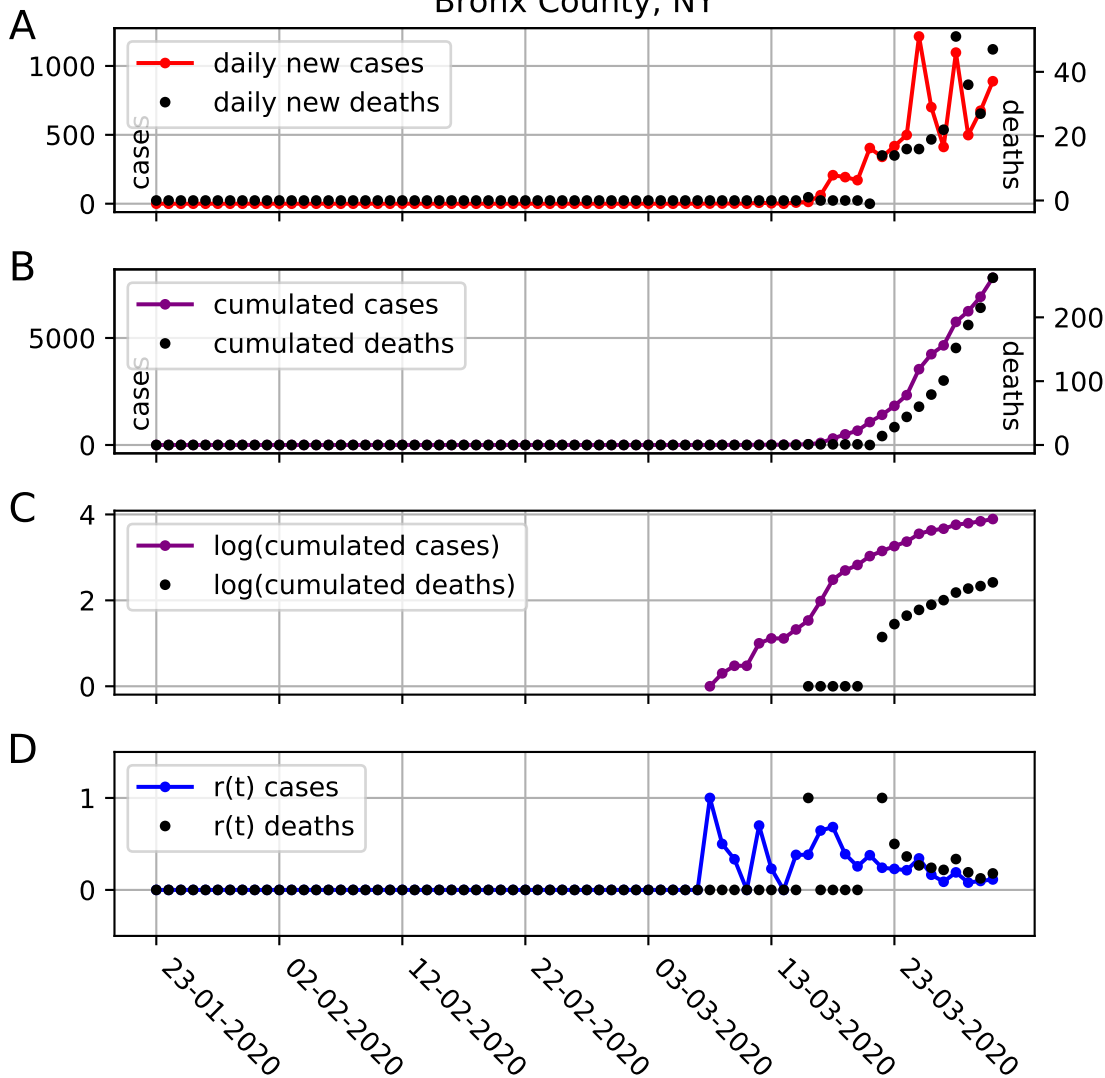 Bronx County, NY
A
daily new cases
daily new deaths
1000
500
0
cases
40
20
0
deaths
B
cumulated cases
cumulated deaths
5000
0
cases
200
100
0
deaths
C
log(cumulated cases)
log(cumulated deaths)
4
2
0
D
r(t) cases
r(t) deaths
1
0
23-01-2020
02-02-2020
12-02-2020
22-02-2020
03-03-2020
13-03-2020
23-03-2020